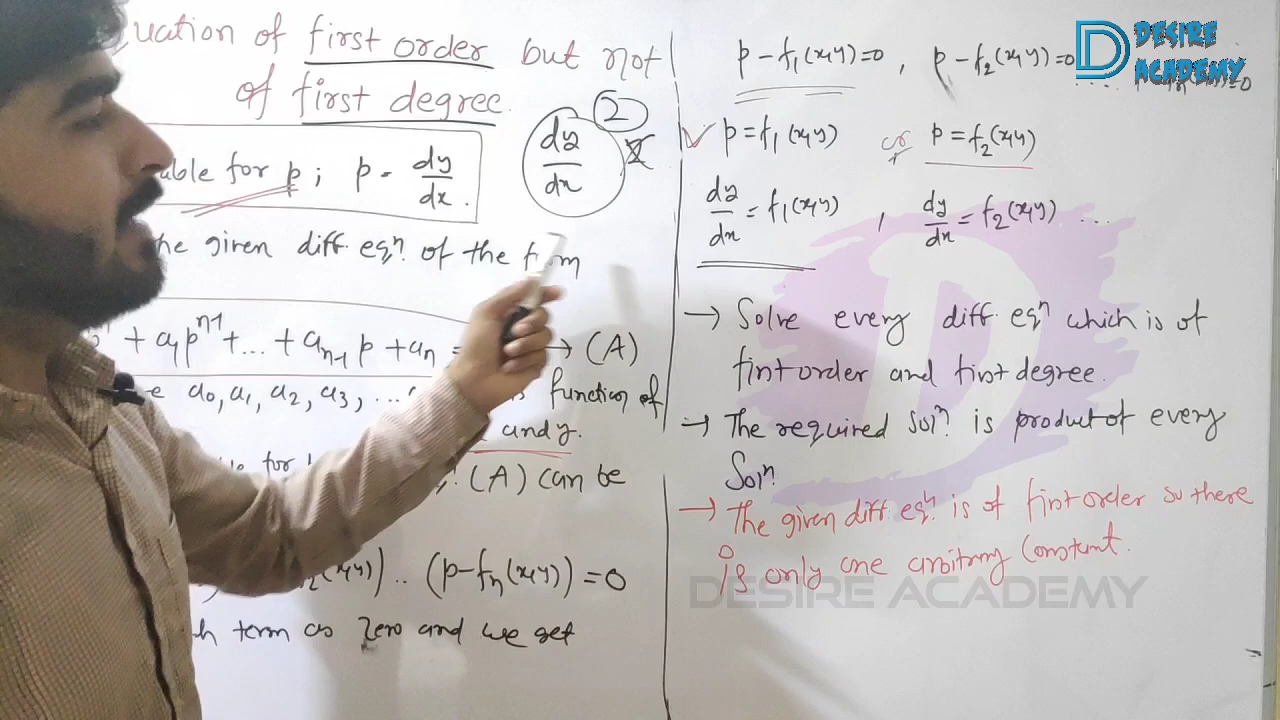 uation of first order but not
of first degree.
able for p ; p = dy/dx.
dy/dx 2
he given diff. eqⁿ. of the from
+ a₁pⁿ⁻¹ + ... + aₙ₋₁ p + aₙ = → (A)
e a₀, a₁, a₂, a₃, ... function of
and y.
for (A) can be
₂(x,y)) .. (p-fₙ(x,y)) = 0
h term as zero and we get
p - f₁(x,y)=0 , p - f₂(x,y)=0
✓ p = f₁(x,y) or p = f₂(x,y)
dy/dx = f₁(x,y) , dy/dx = f₂(x,y) ...
→ Solve every diff. eqⁿ which is of
first order and first degree.
→ The required Solⁿ. is product of every
Solⁿ.
→ The given diff. eqⁿ. is of first order so there
is only one arbitrary Constant.
DESIRE
ACADEMY
DESIRE ACADEMY